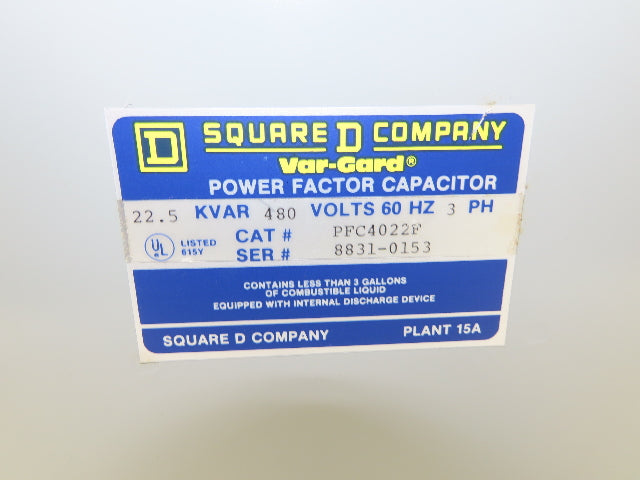 D SQUARE D COMPANY
Var-Gard®
POWER FACTOR CAPACITOR
22.5 KVAR 480 VOLTS 60 HZ 3 PH
UL LISTED 615Y
CAT # PFC4022F
SER # 8831-0153
CONTAINS LESS THAN 3 GALLONS
OF COMBUSTIBLE LIQUID
EQUIPPED WITH INTERNAL DISCHARGE DEVICE
SQUARE D COMPANY PLANT 15A